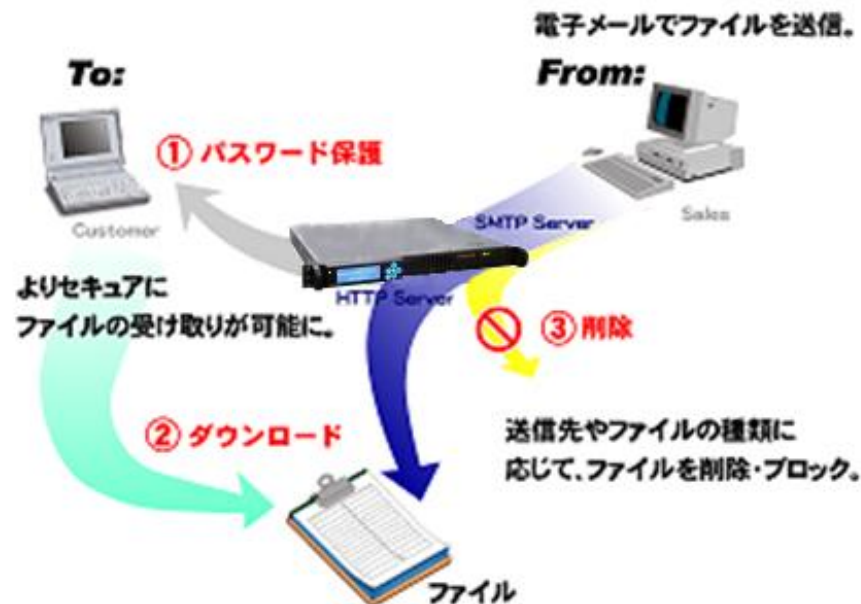 電子メールでファイルを送信。
To:
From:
① パスワード保護
Customer
SMTP Server
Sales
HTTP Server
よりセキュアに
ファイルの受け取りが可能に。
③ 削除
② ダウンロード
送信先やファイルの種類に
応じて、ファイルを削除・ブロック。
ファイル